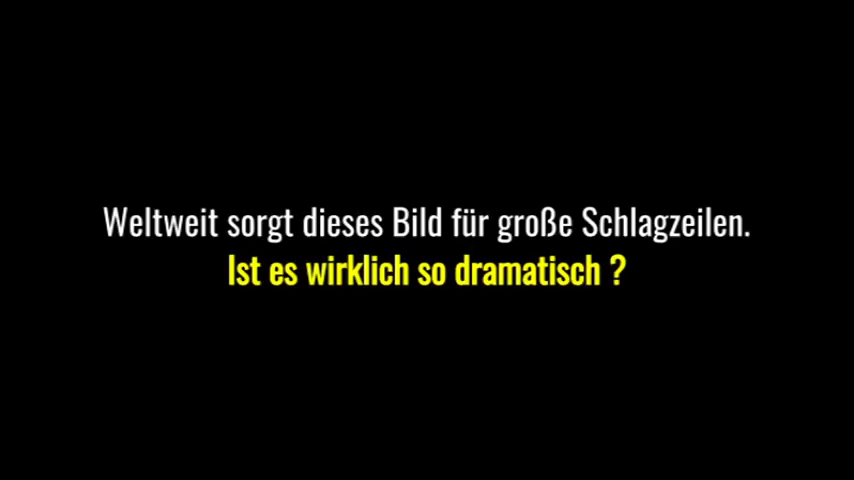 Weltweit sorgt dieses Bild für große Schlagzeilen.
Ist es wirklich so dramatisch ?